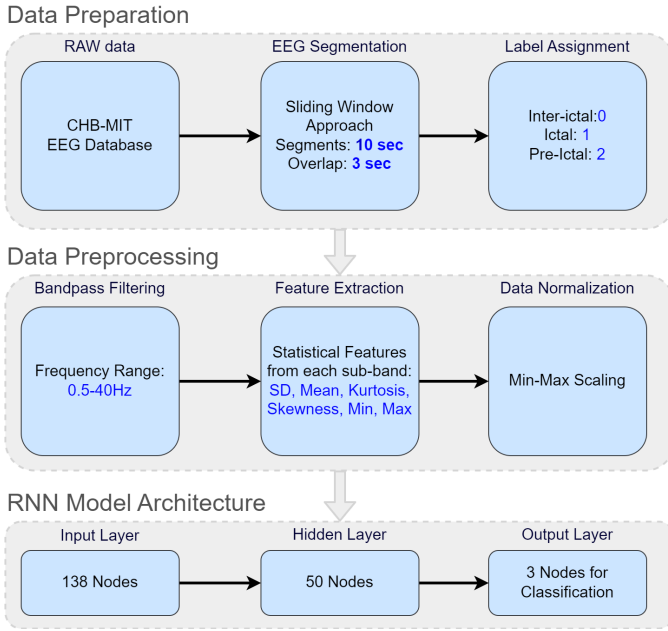 Data Preparation
RAW data
EEG Segmentation
Label Assignment
CHB-MIT
EEG Database
Sliding Window
Approach
Segments: 10 sec
Overlap: 3 sec
Inter-ictal:0
Ictal: 1
Pre-Ictal: 2
Data Preprocessing
Bandpass Filtering
Feature Extraction
Data Normalization
Frequency Range:
0.5-40Hz
Statistical Features
from each sub-band:
SD, Mean, Kurtosis,
Skewness, Min, Max
Min-Max Scaling
RNN Model Architecture
Input Layer
Hidden Layer
Output Layer
138 Nodes
50 Nodes
3 Nodes for
Classification